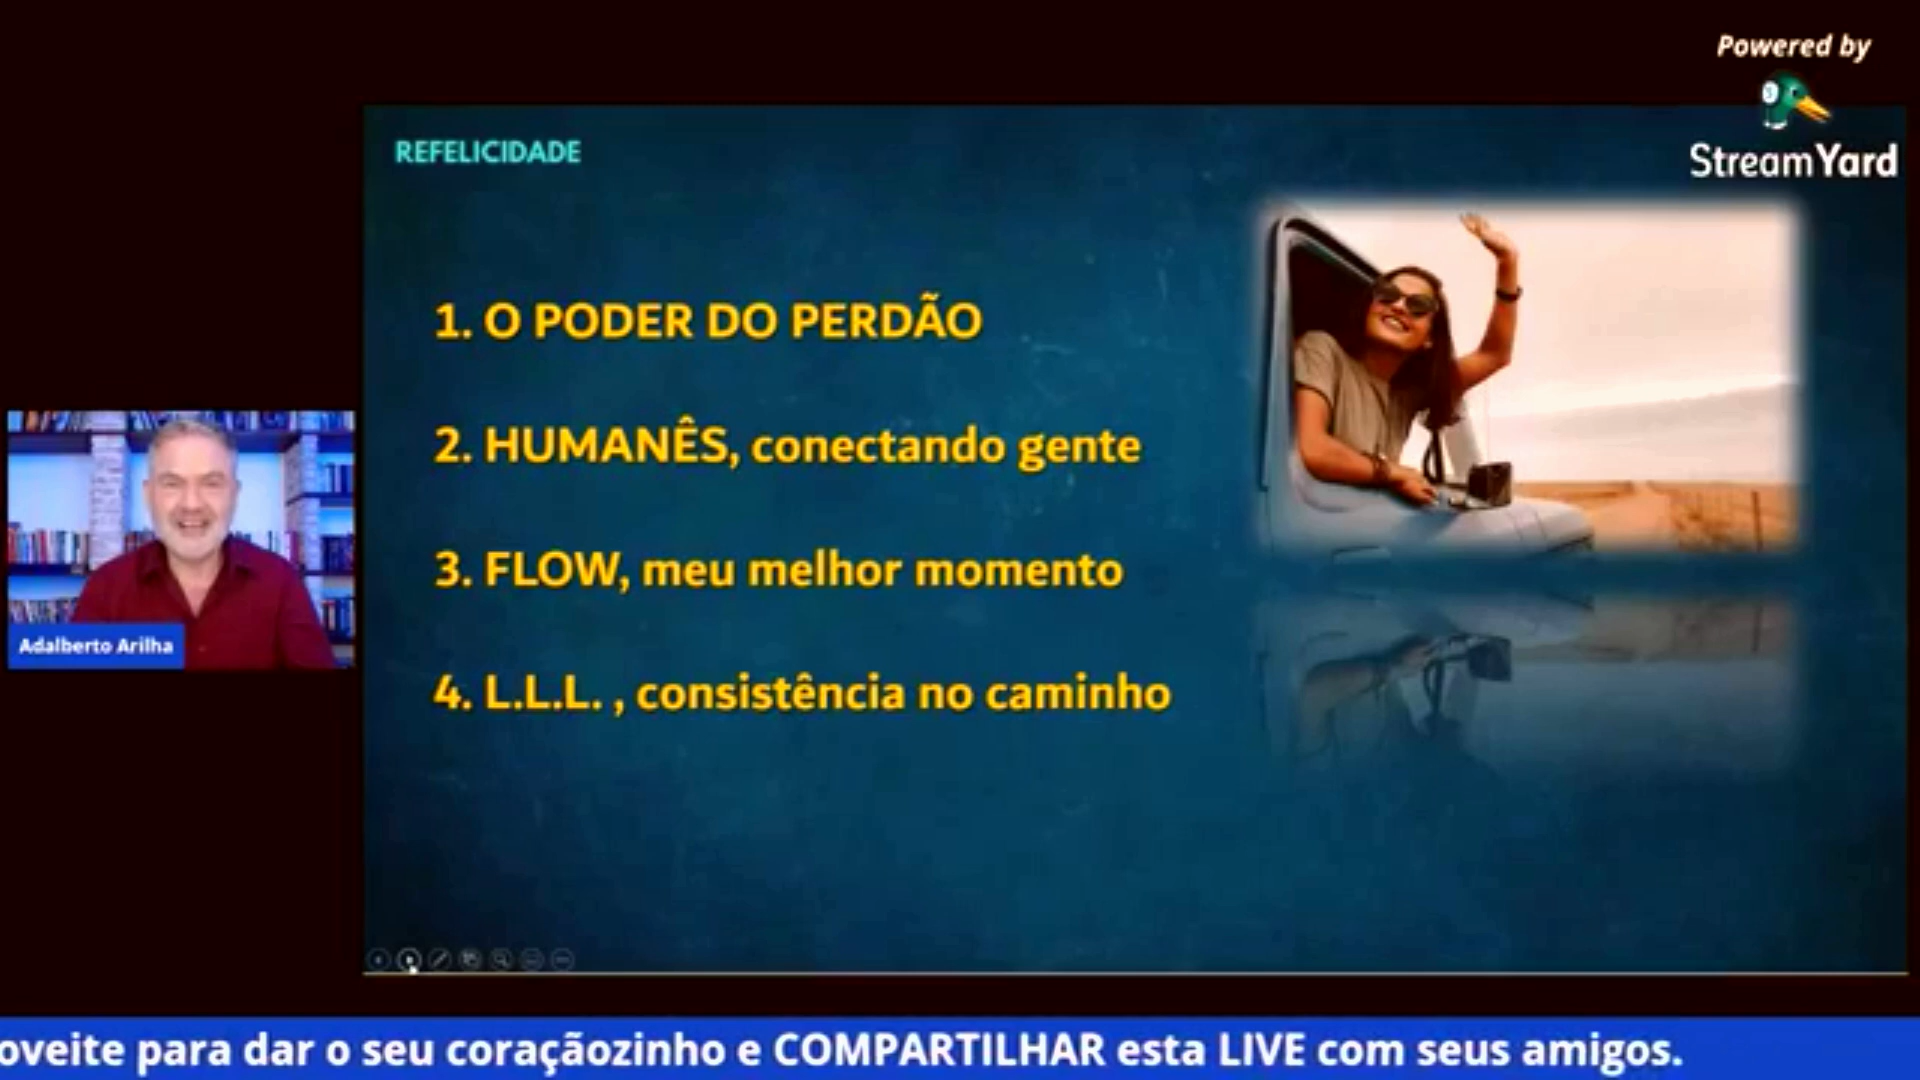 Powered by
StreamYard
REFELICIDADE
1. O PODER DO PERDÃO
2. HUMANÊS, conectando gente
3. FLOW, meu melhor momento
4. L.L.L. , consistência no caminho
Adalberto Arilha
oveite para dar o seu coraçãozinho e COMPARTILHAR esta LIVE com seus amigos.